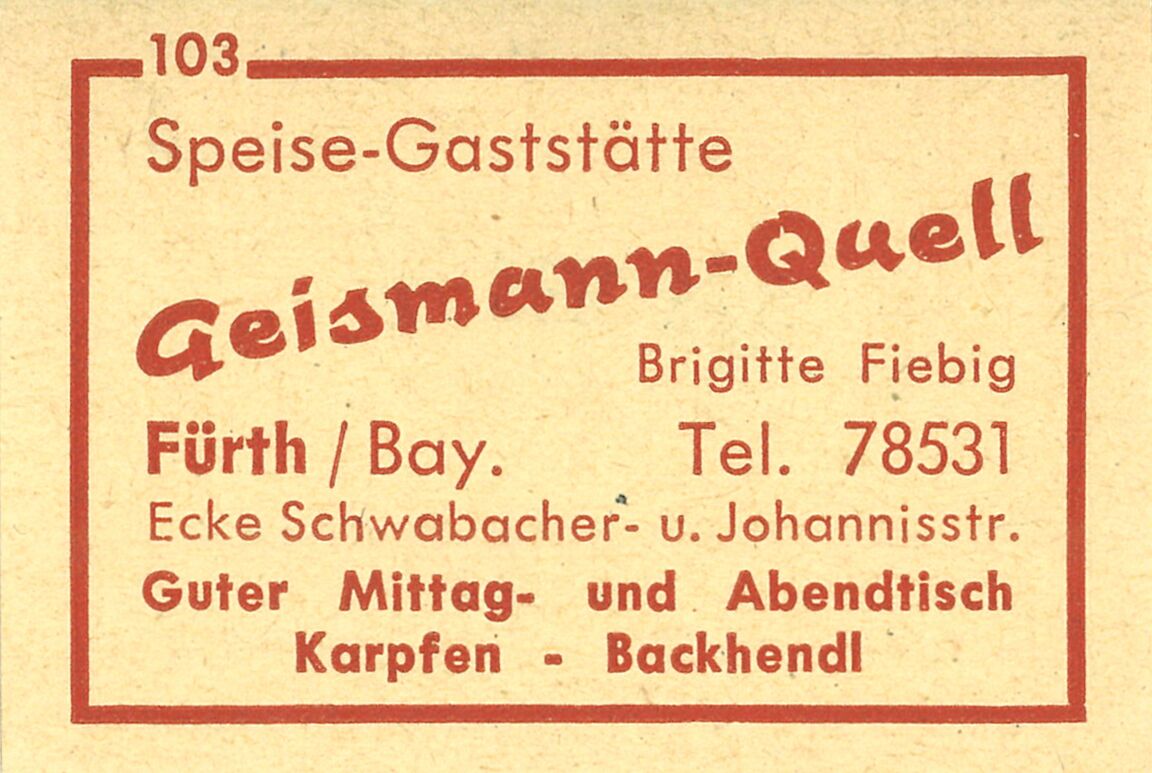 103
Speise-Gaststätte
Geismann-Quell
Brigitte Fiebig
Fürth / Bay. Tel. 78531
Ecke Schwabacher- u. Johannisstr.
Guter Mittag- und Abendtisch
Karpfen - Backhendl